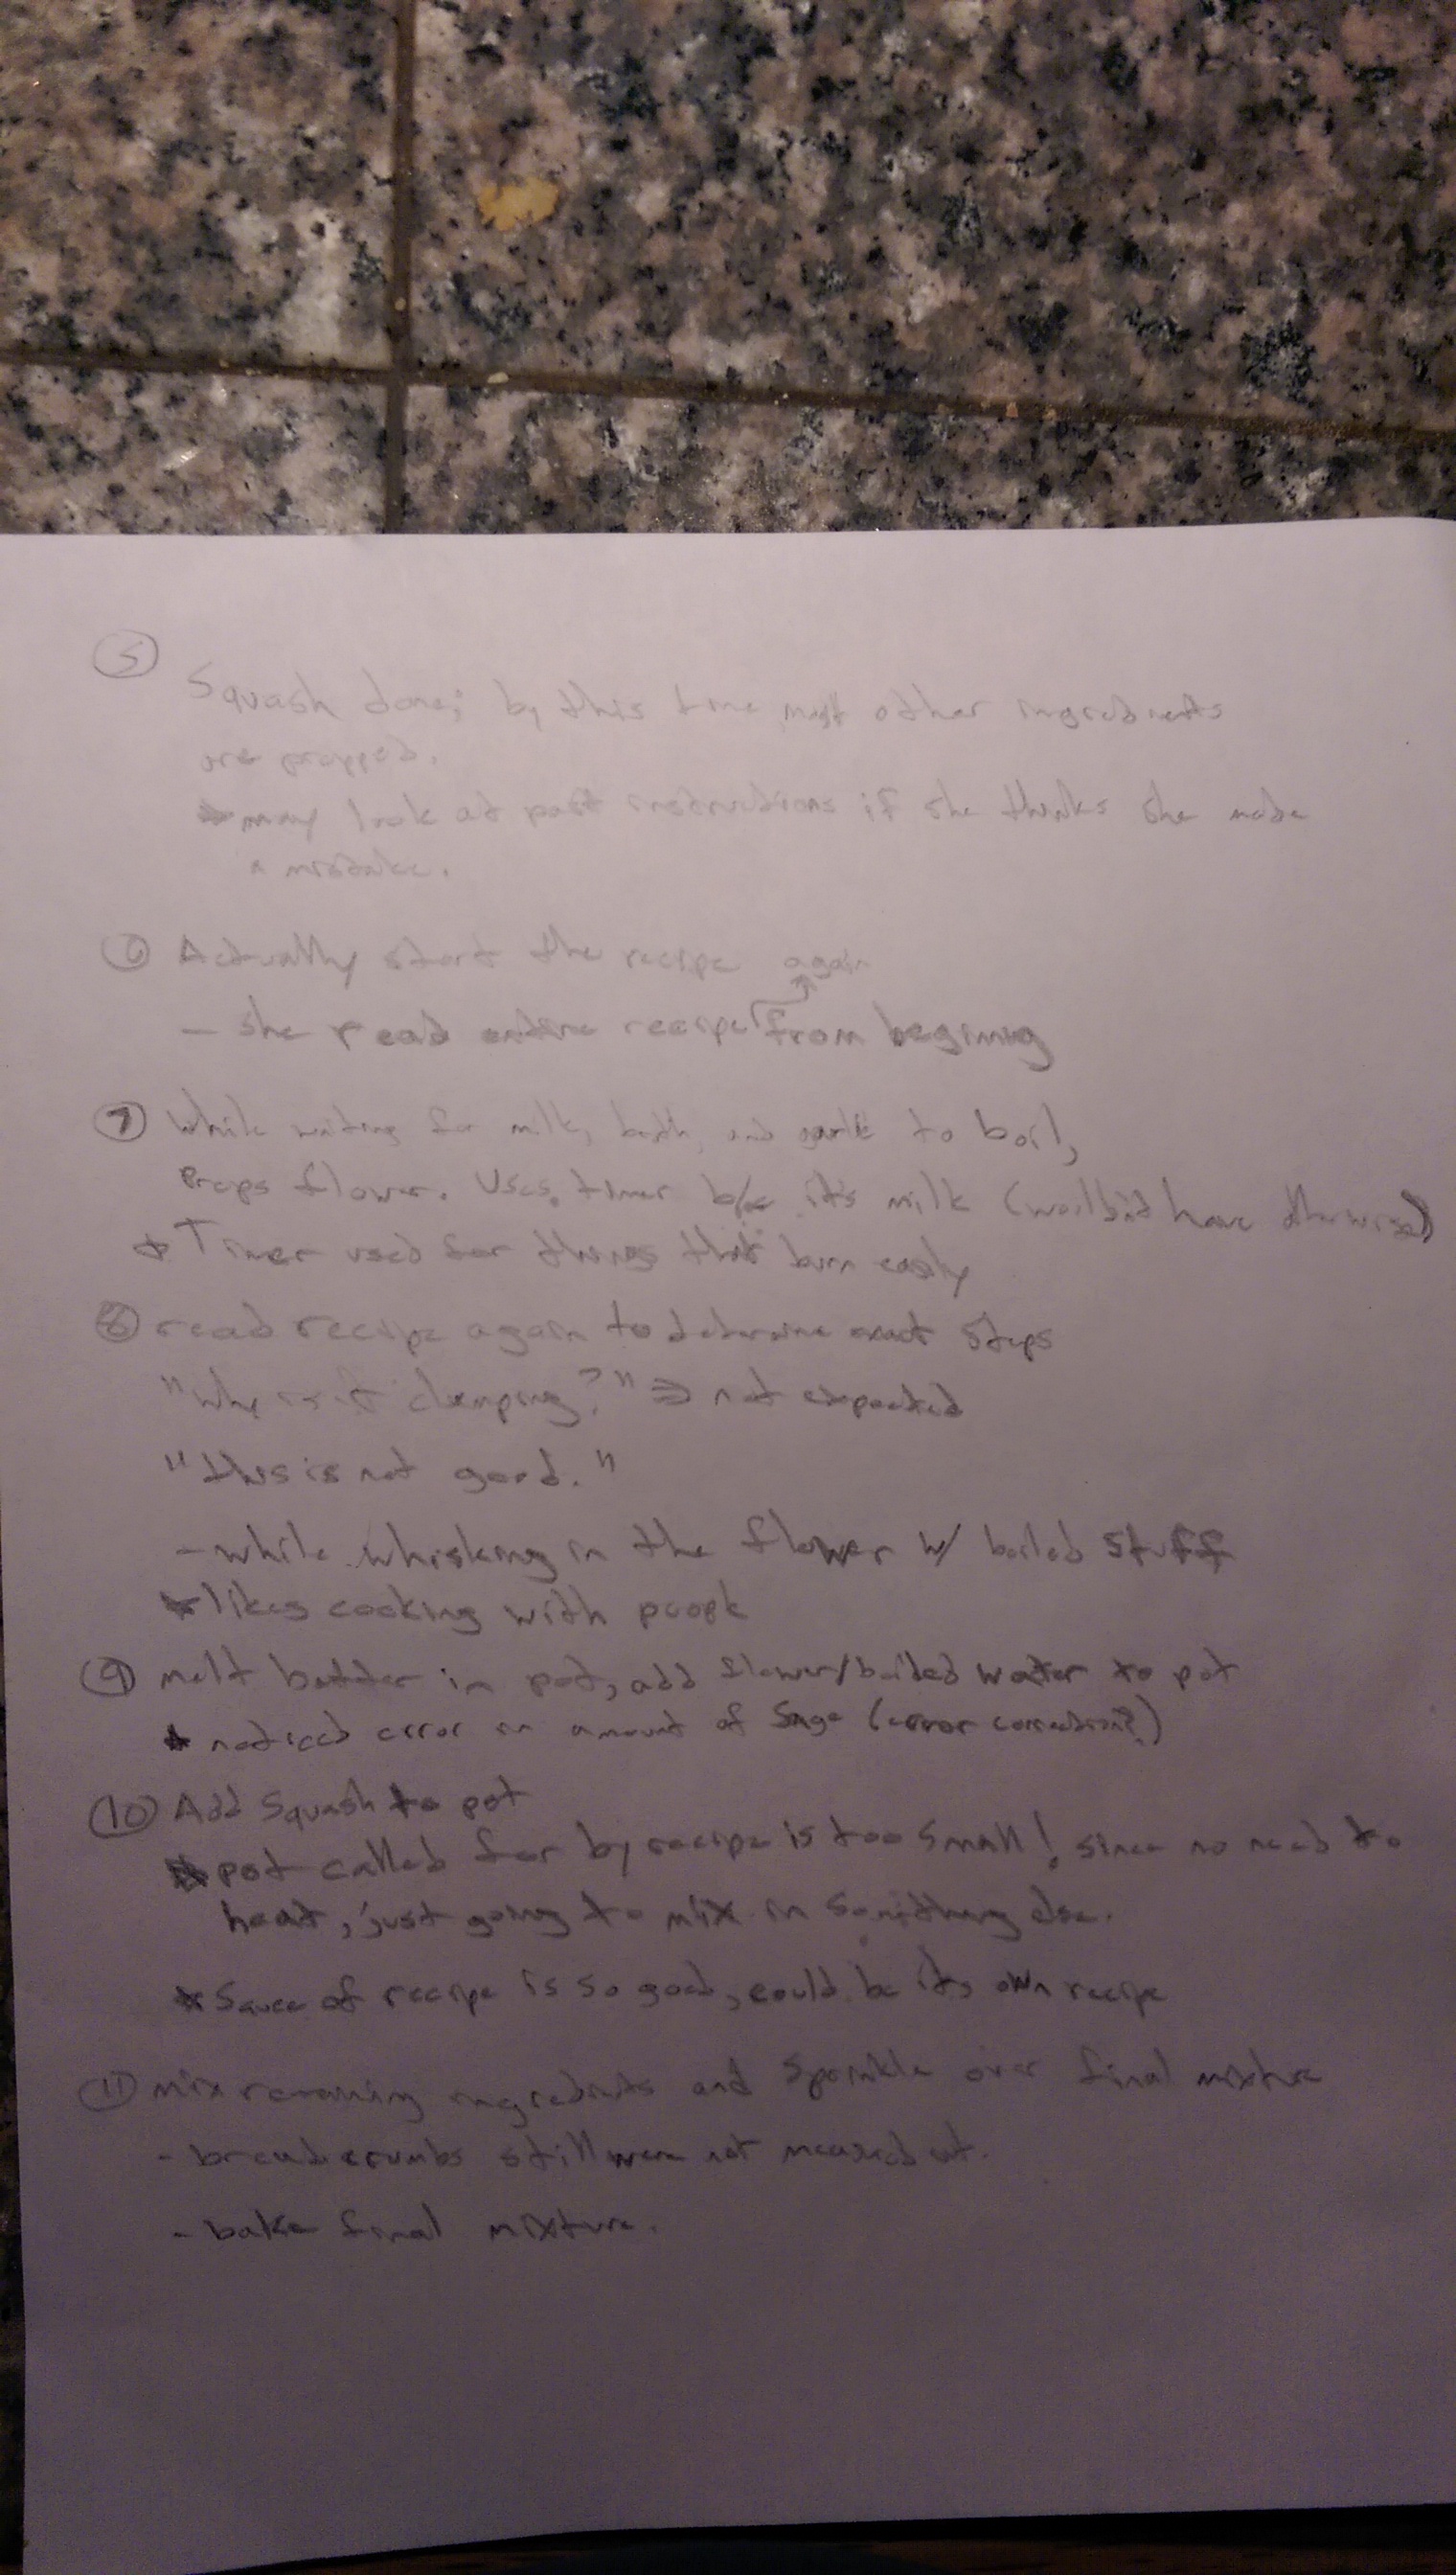 5
Squash done; by this time most other ingredients
are prepped.
* may look at past instructions if she thinks she made
a mistake.
6 Actually start the recipe again
- she read entire recipe from begining
7 While waiting for milk, broth, and garlic to boil,
Preps flower. Uses timer b/c it's milk (wouldn't have otherwise)
* Timer used for things that burn easily
8 read recipe again to determine exact steps
"Why is it clumping?" => not expected
"this is not good."
- while whisking in the flower w/ boiled stuff
* likes cooking with people
9 melt butter in pot, add flower/boiled water to pot
* noticed error in amount of sage (error correction?)
10 Add squash to pot
* pot called for by recipe is too small! since no need to
heat, just going to mix in something else.
* Sauce of recipe is so good, could be its own recipe
11 mix remaining ingredients and sprinkle over final mixture
- bread crumbs still were not measured out.
- bake final mixture.